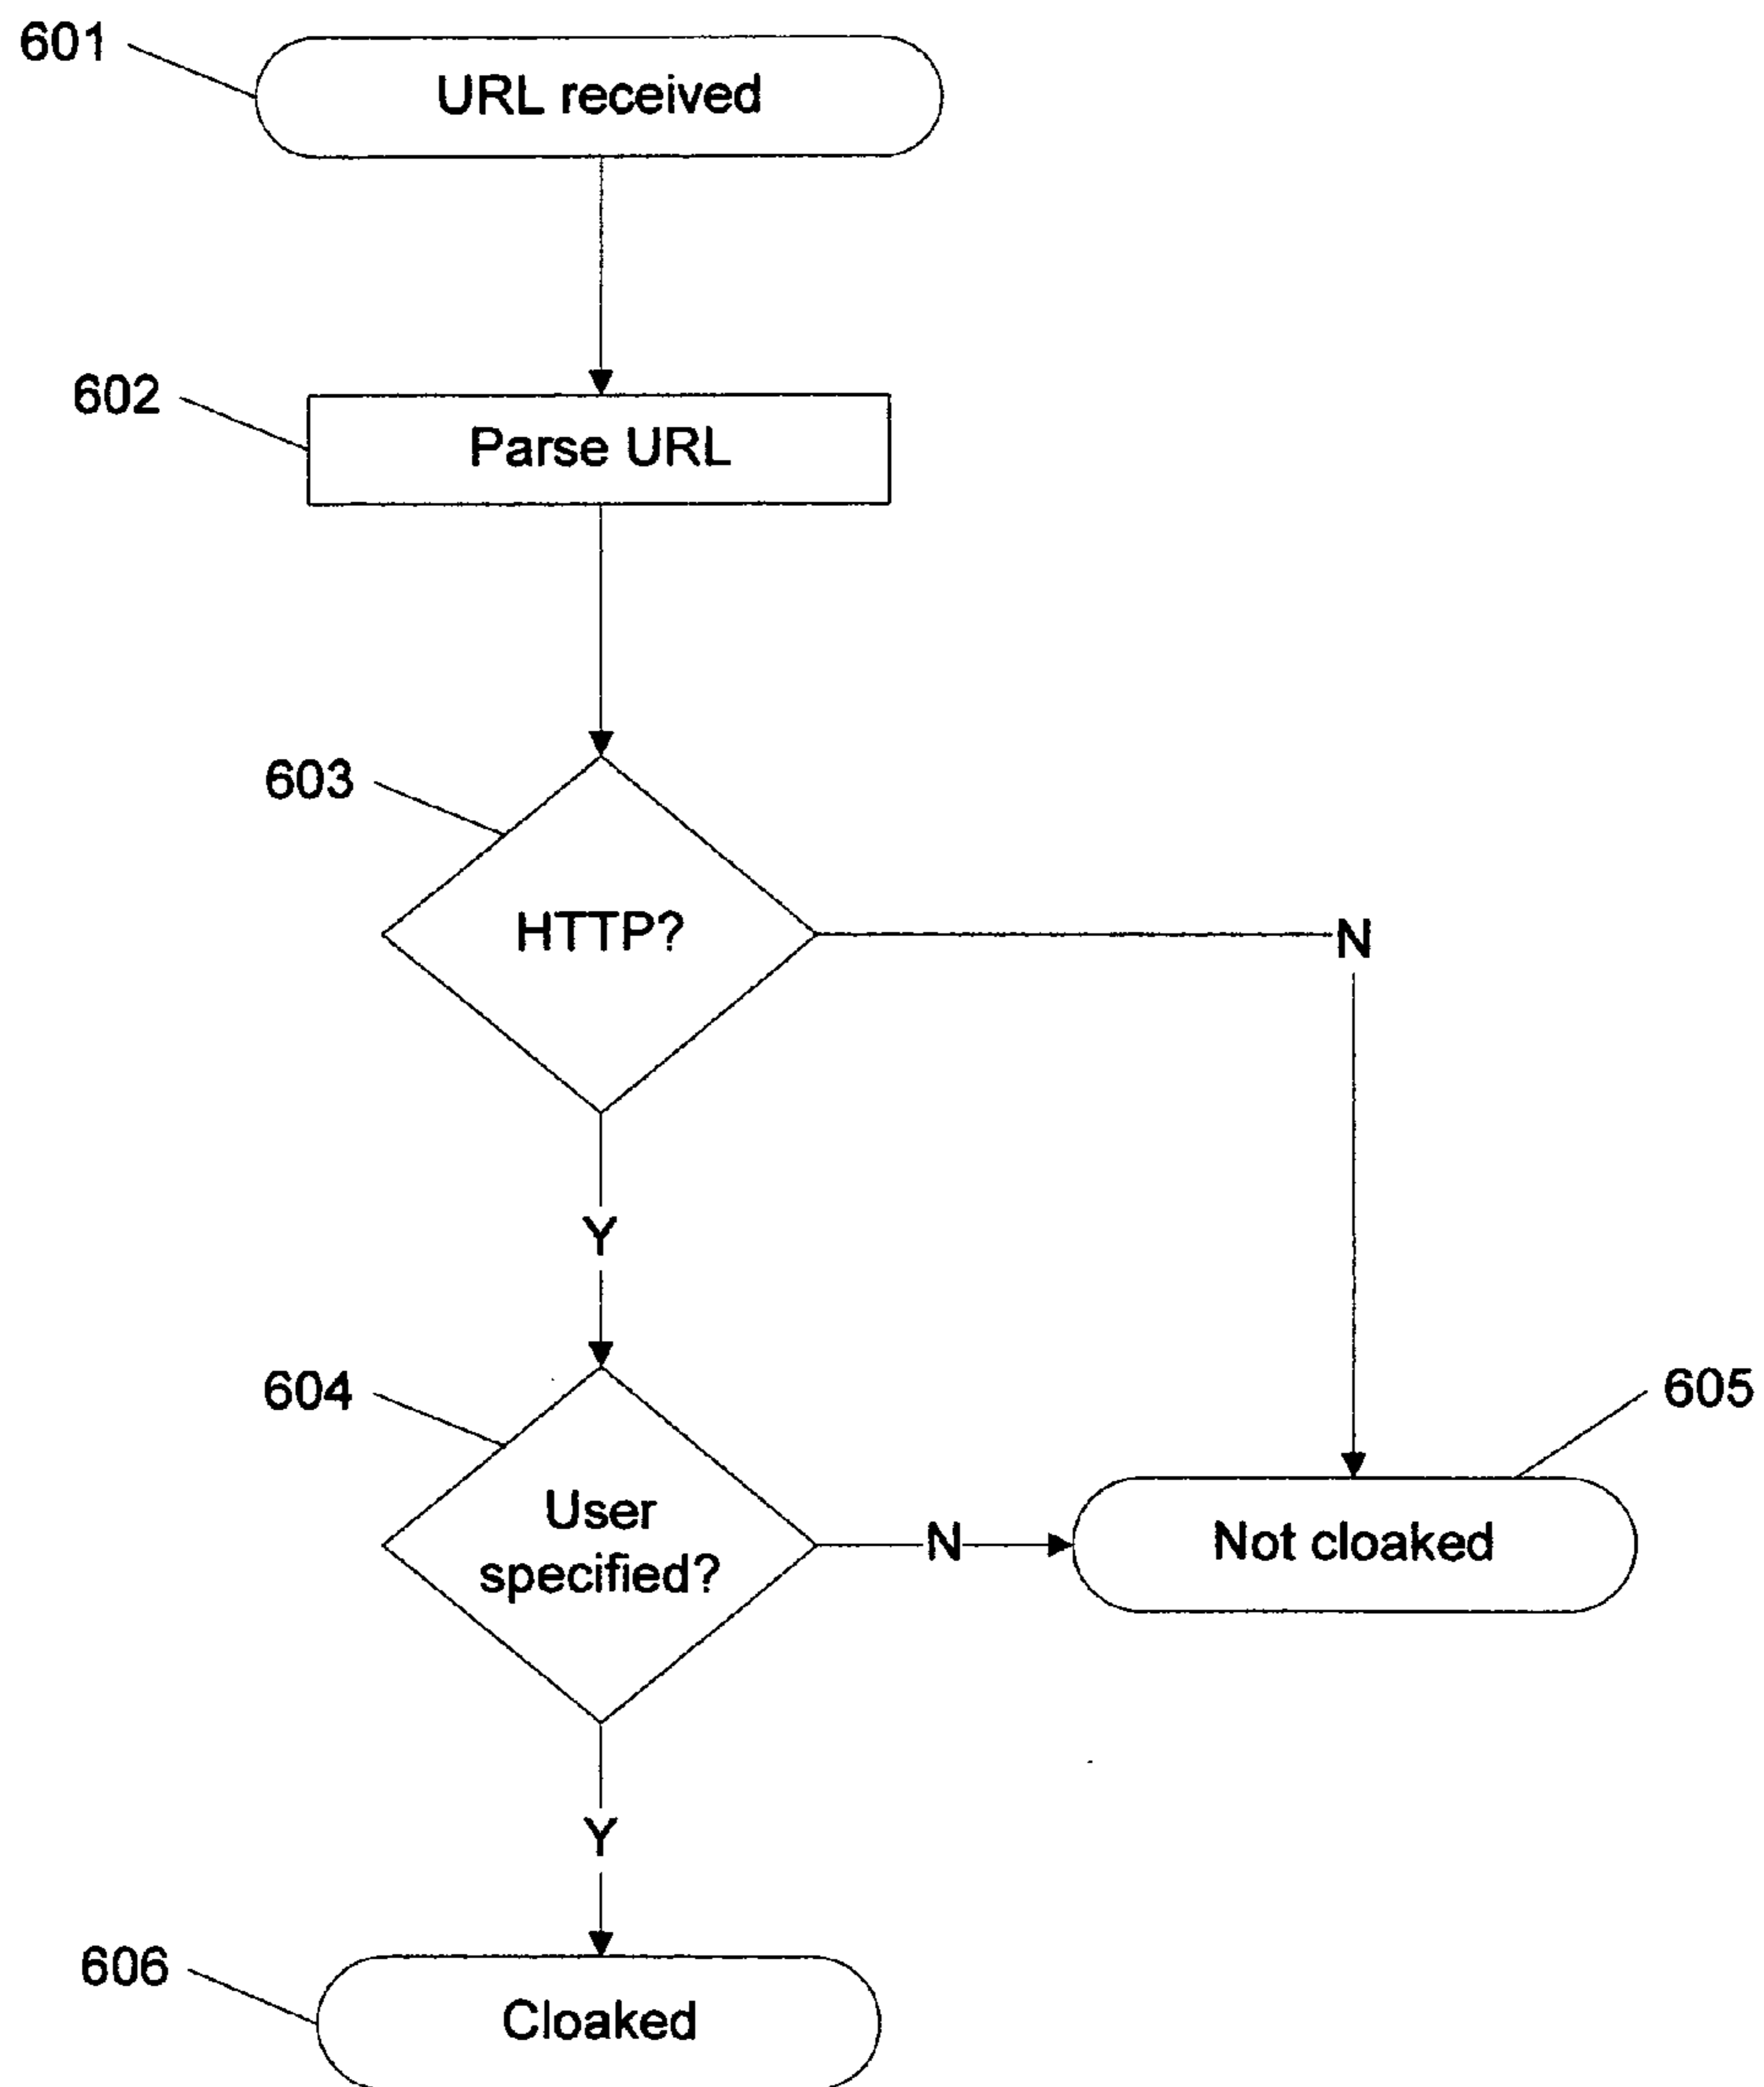 601
URL received
602
Parse URL
603
HTTP?
N
Y
604
605
User
specified?
N
Not cloaked
Y
606
Cloaked